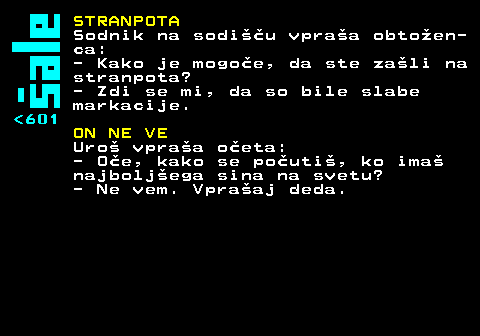 šale
<601
STRANPOTA
Sodnik na sodišču vpraša obtožen-
ca:
- Kako je mogoče, da ste zašli na
stranpota?
- Zdi se mi, da so bile slabe
markacije.
ON NE VE
Uroš vpraša očeta:
- Oče, kako se počutiš, ko imaš
najboljšega sina na svetu?
- Ne vem. Vprašaj deda.